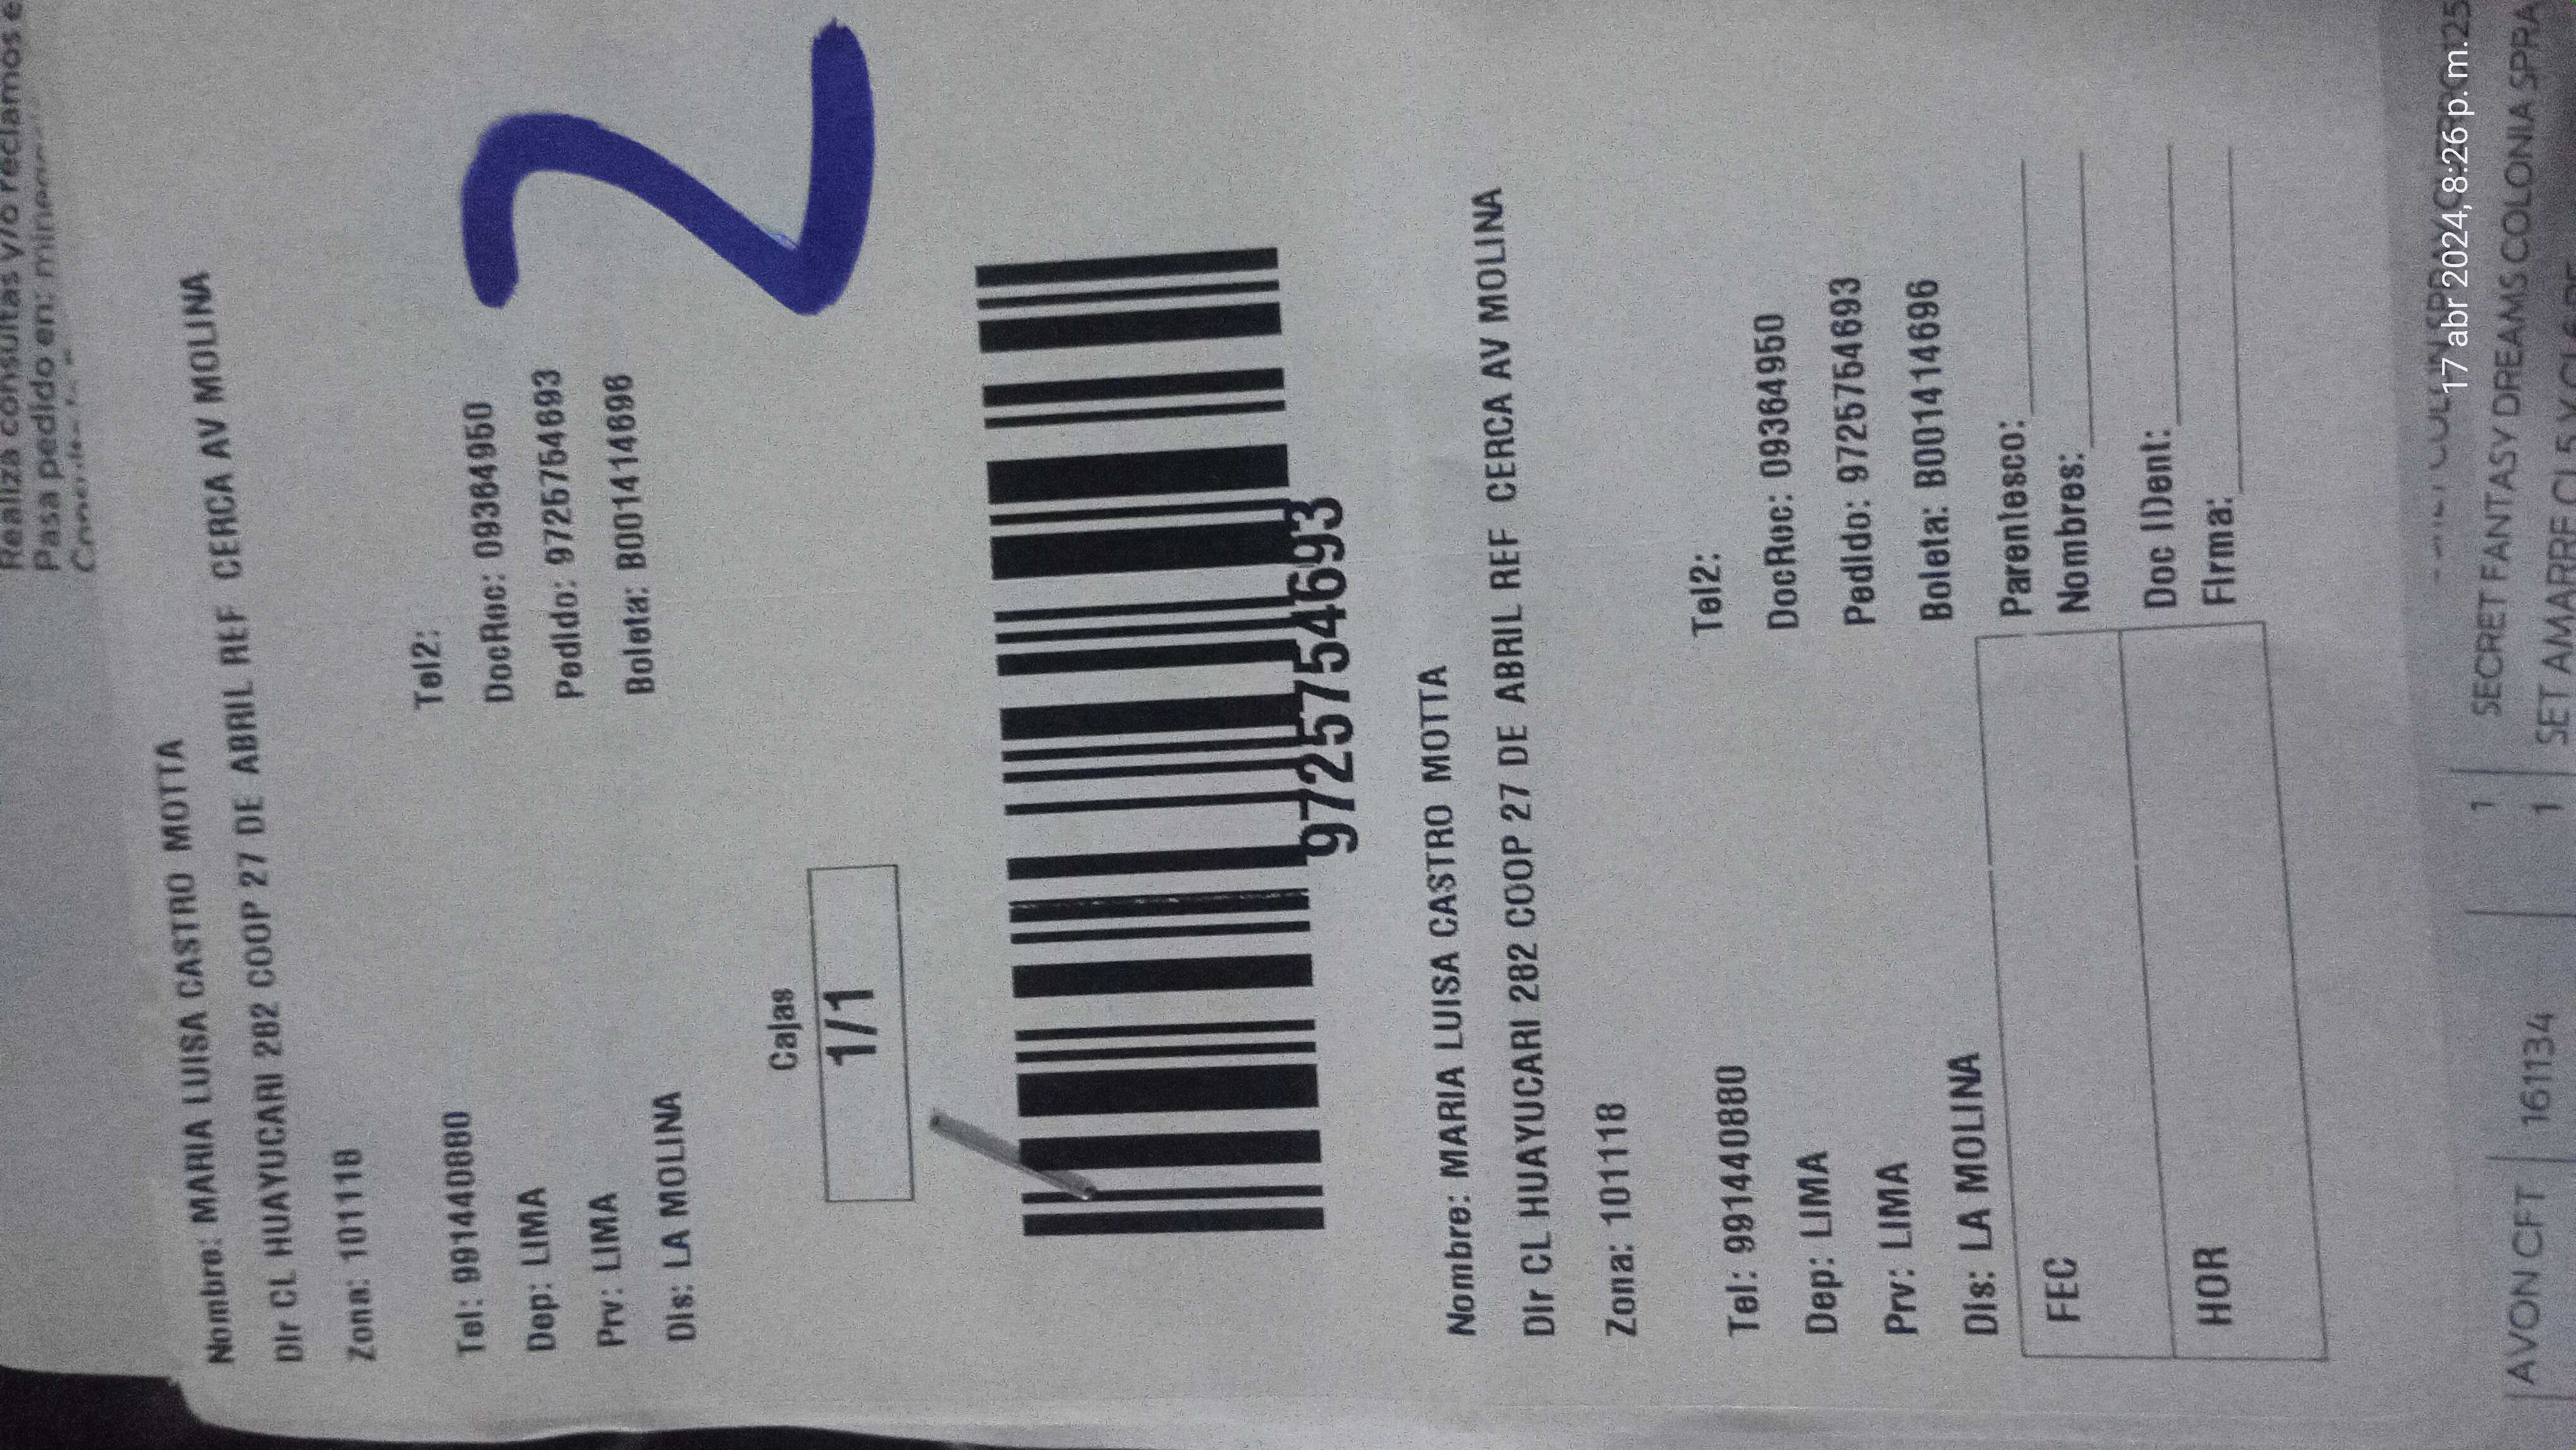 Realiza consultas y/o reclamos e
Pasa pedido en:
Nombre: MARIA LUISA CASTRO MOTTA
DIr CL HUAYUCARI 282 COOP 27 DE ABRIL REF CERCA AV MOLINA
Zona: 101118
Tel: 991440880 Tel2:
Dep: LIMA DocRoc: 09364950
Prv: LIMA PedIdo: 9725754693
DIs: LA MOLINA Boleta: B001414696
2
Cajas
1/1
9725754693
Nombre: MARIA LUISA CASTRO MOTTA
DIr CL HUAYUCARI 282 COOP 27 DE ABRIL REF CERCA AV MOLINA
Zona: 101118
Tel: 991440880 Tel2:
Dep: LIMA DocRoc: 09364950
Prv: LIMA PedIdo: 9725754693
DIs: LA MOLINA Boleta: B001414696
FEC Parentesco:
Nombres:
HOR Doc IDent:
FIrma:
17 abr 2024, 8:26 p. m.
1 SECRET FANTASY DREAMS COLONIA SPRA
AVON CFT 161134 1 SET AMARRE